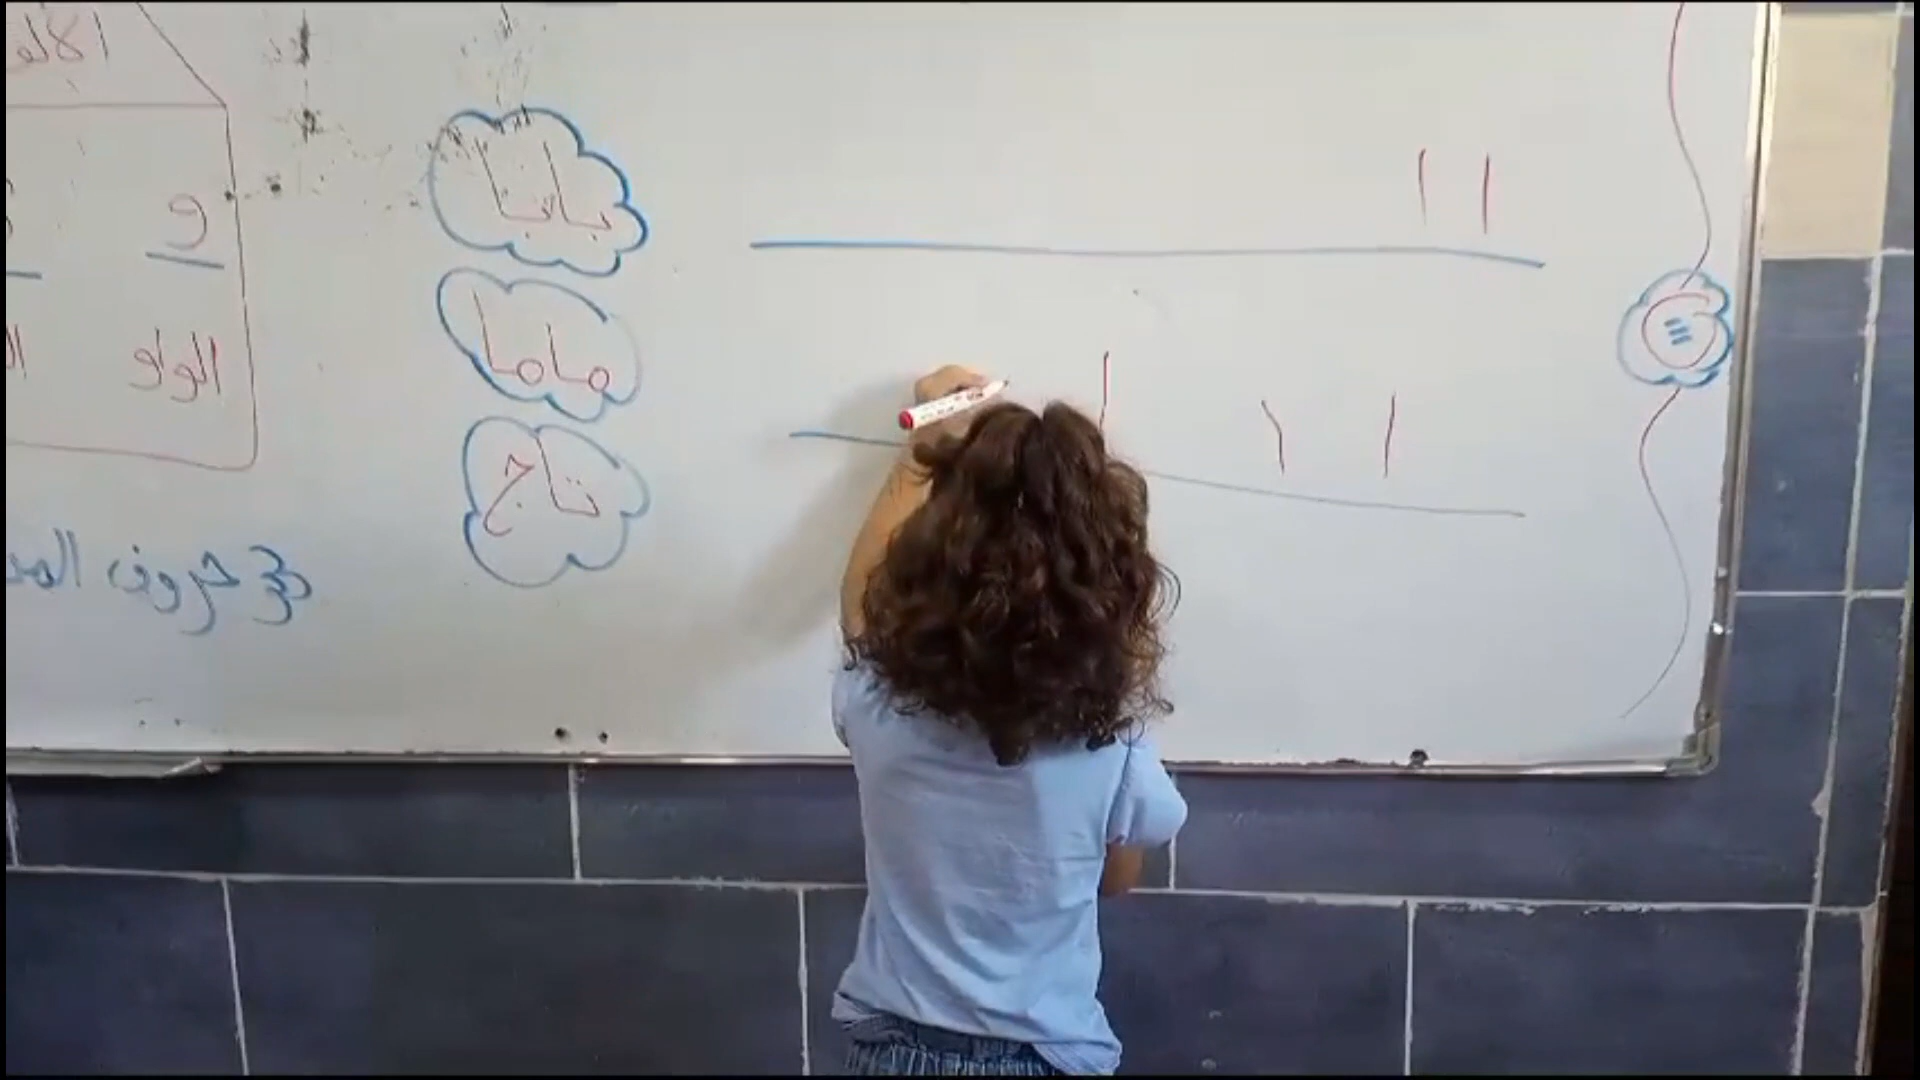 ا ا
ا ا ا
بابا
ماما
تاج
و
الواو
حروف المد